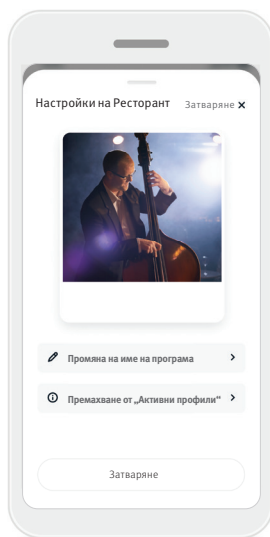 Настройки на Ресторант
Затваряне ×
Промяна на име на програма
Премахване от „Активни профили“
Затваряне